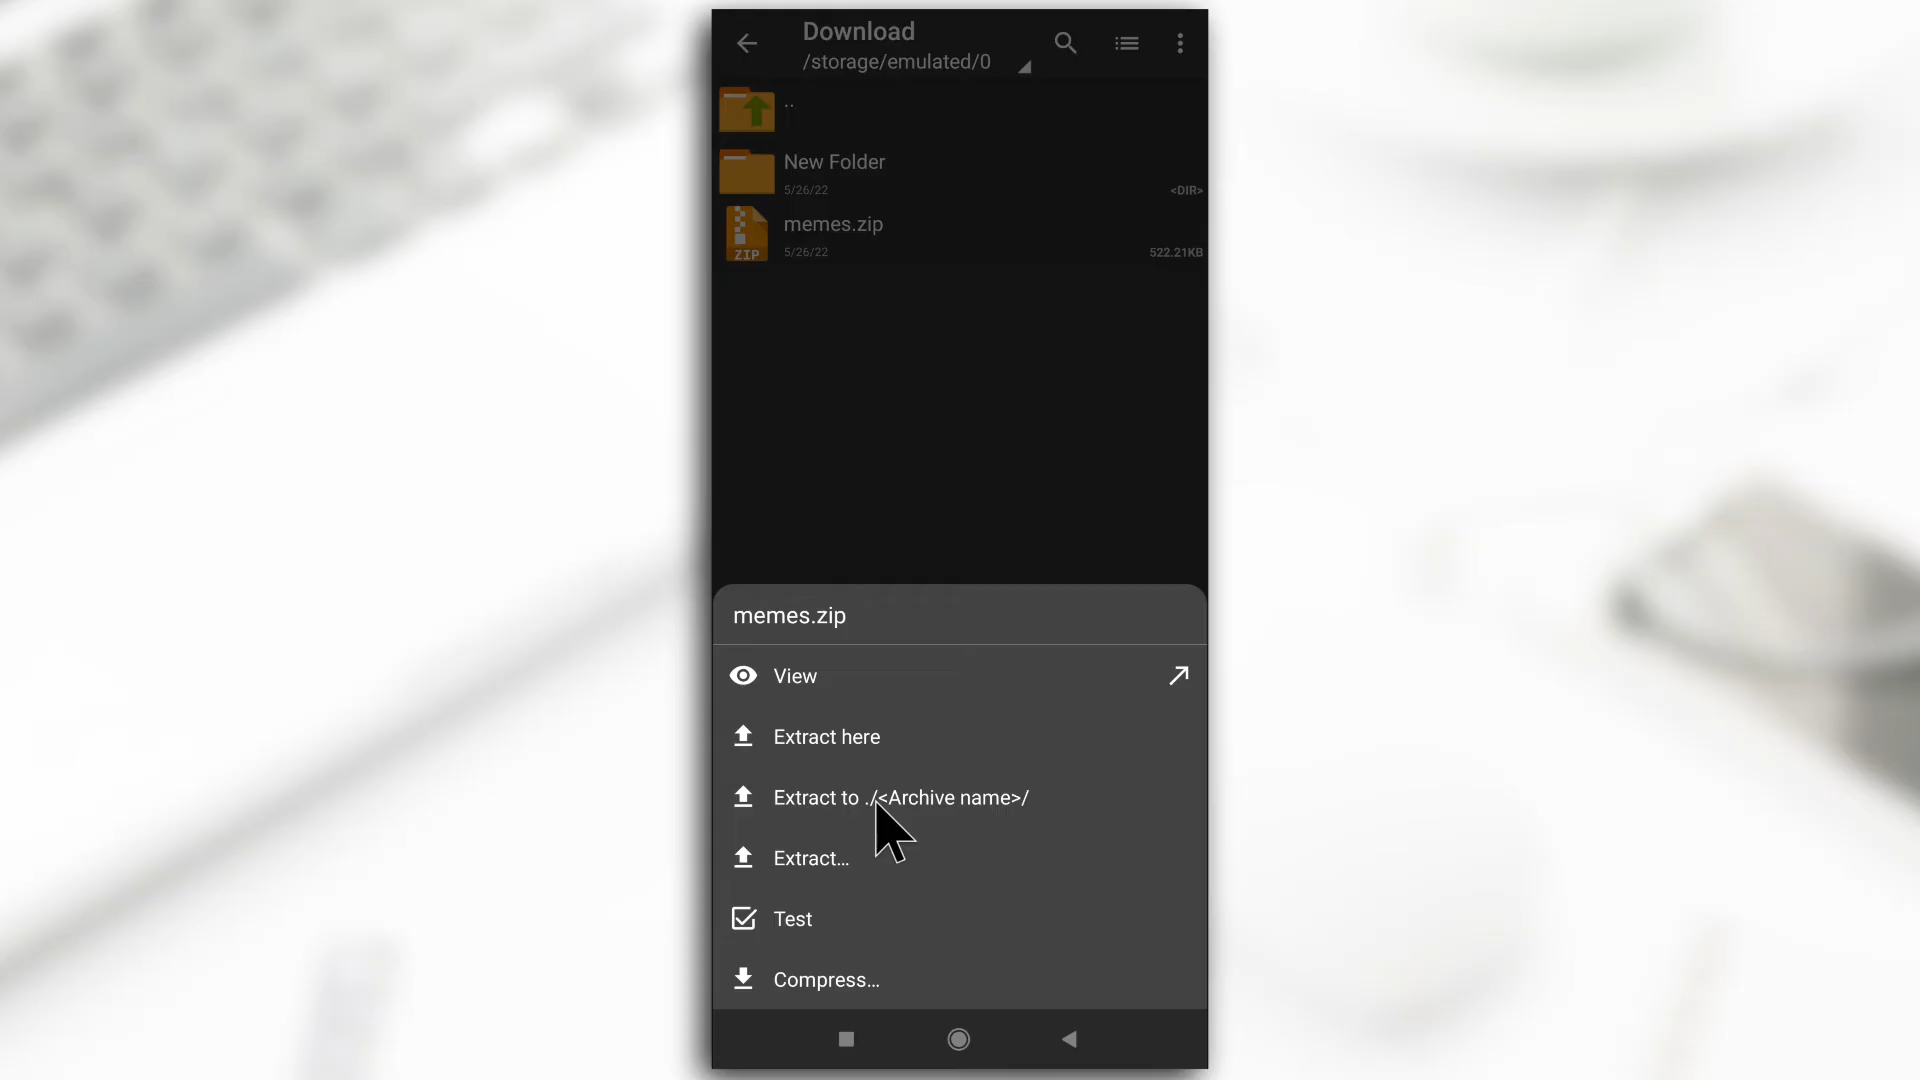 Download
/storage/emulated/0
..
New Folder
5/26/22
<DIR>
memes.zip
ZIP
5/26/22
522.21KB
memes.zip
View
Extract here
Extract to ./<Archive name>/
Extract...
Test
Compress...